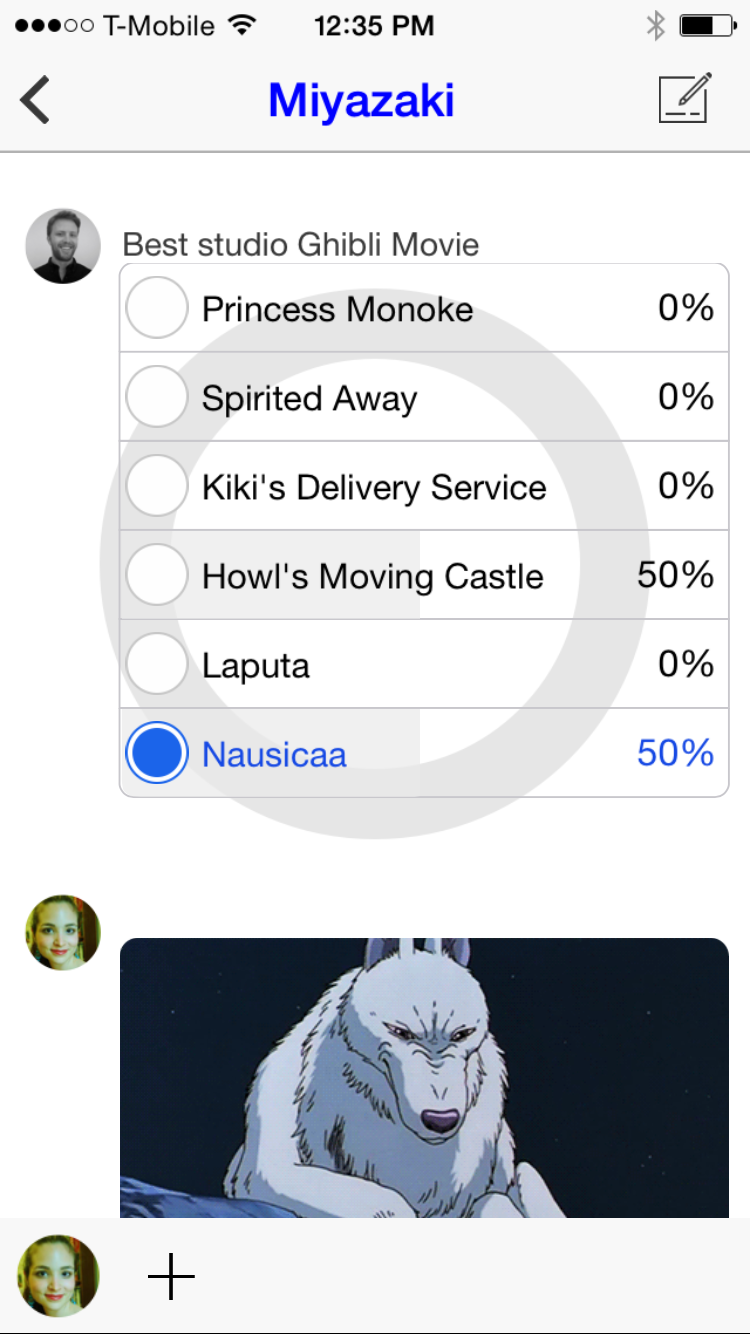 T-Mobile 12:35 PM
Miyazaki
Best studio Ghibli Movie
Princess Monoke 0%
Spirited Away 0%
Kiki's Delivery Service 0%
Howl's Moving Castle 50%
Laputa 0%
Nausicaa 50%